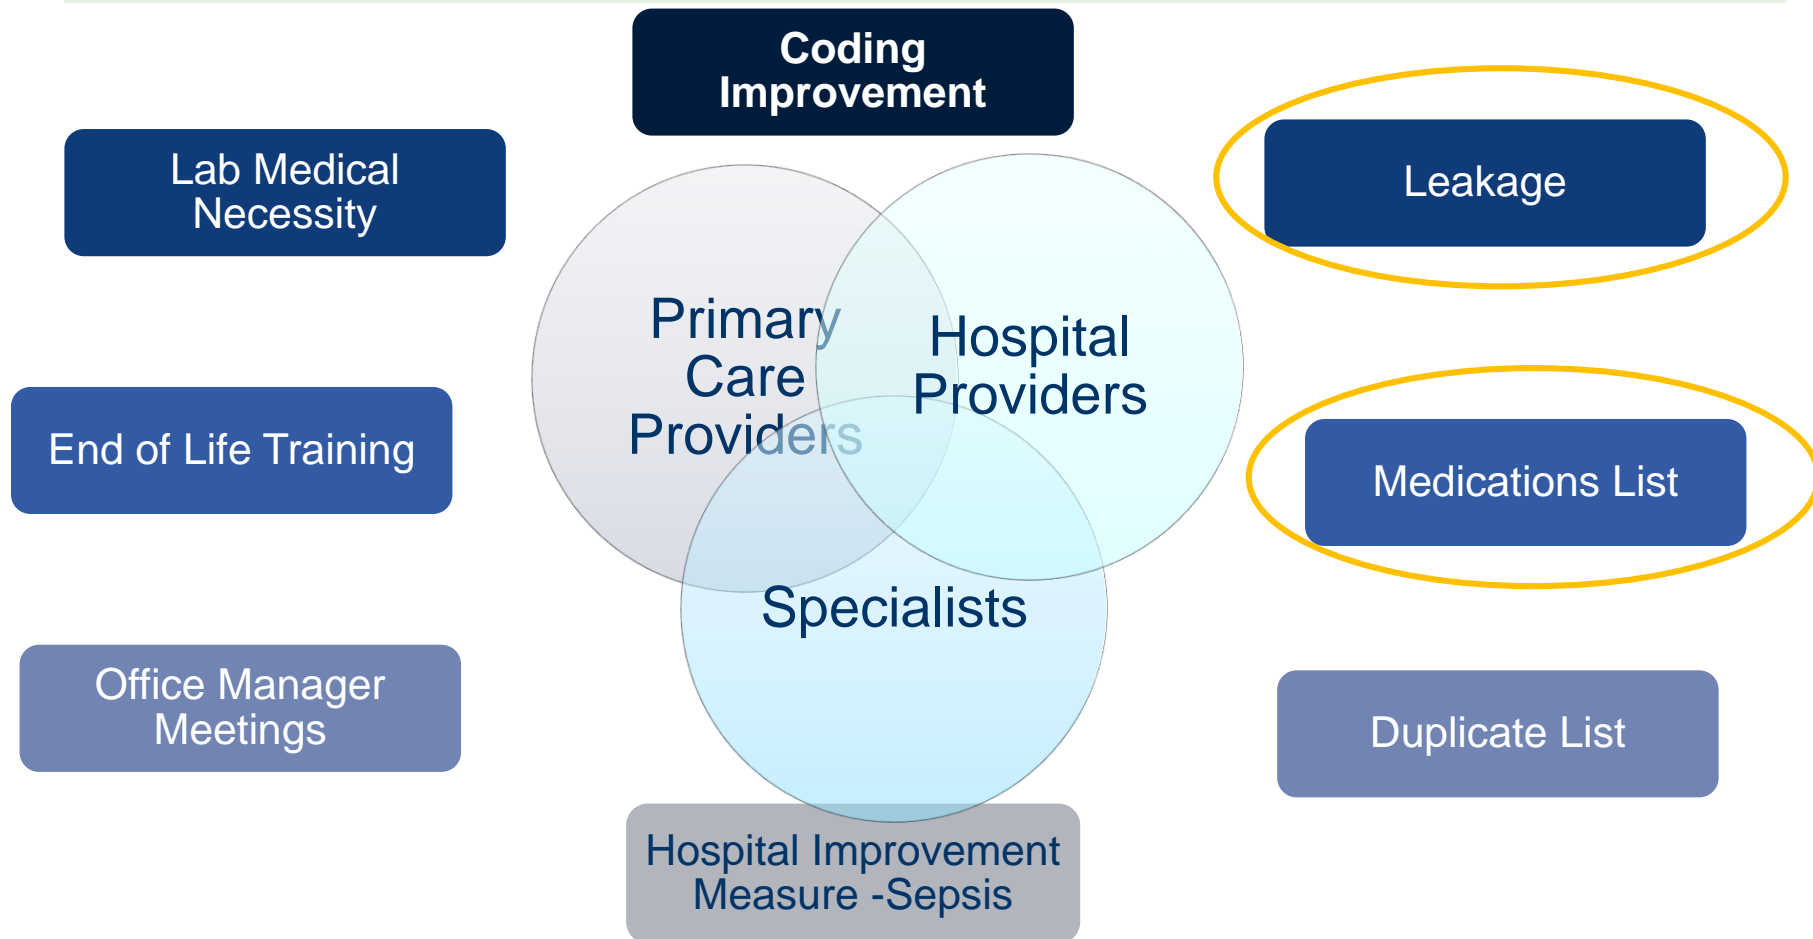 Coding
Improvement
Lab Medical
Necessity
Leakage
Primary
Care
Providers
Hospital
Providers
End of Life Training
Medications List
Specialists
Office Manager
Meetings
Duplicate List
Hospital Improvement
Measure -Sepsis